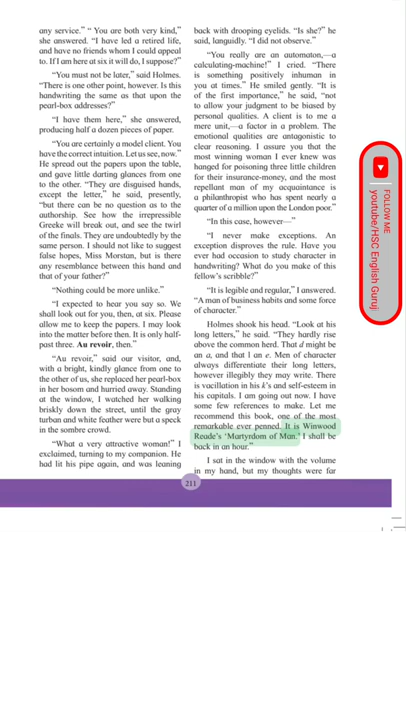 any service." " You are both very kind,"
she answered. "I have led a retired life,
and have no friends whom I could appeal
to. If I am here at six it will do, I suppose?"
"You must not be later," said Holmes.
"There is one other point, however. Is this
handwriting the same as that upon the
pearl-box addresses?"
"I have them here," she answered,
producing half a dozen pieces of paper.
"You are certainly a model client. You
have the correct intuition. Let us see, now."
He spread out the papers upon the table,
and gave little darting glances from one
to the other. "They are disguised hands,
except the letter," he said, presently,
"but there can be no question as to the
authorship. See how the irrepressible
Greeke will break out, and see the twirl
of the finals. They are undoubtedly by the
same person. I should not like to suggest
false hopes, Miss Morstan, but is there
any resemblance between this hand and
that of your father?"
"Nothing could be more unlike."
"I expected to hear you say so. We
shall look out for you, then, at six. Please
allow me to keep the papers. I may look
into the matter before then. It is only half-
past three. Au revoir, then."
"Au revoir," said our visitor, and,
with a bright, kindly glance from one to
the other of us, she replaced her pearl-box
in her bosom and hurried away. Standing
at the window, I watched her walking
briskly down the street, until the gray
turban and white feather were but a speck
in the sombre crowd.
"What a very attractive woman!" I
exclaimed, turning to my companion. He
had lit his pipe again, and was leaning
back with drooping eyelids. "Is she?" he
said, languidly. "I did not observe."
"You really are an automaton,—a
calculating-machine!" I cried. "There
is something positively inhuman in
you at times." He smiled gently. "It is
of the first importance," he said, "not
to allow your judgment to be biased by
personal qualities. A client is to me a
mere unit,—a factor in a problem. The
emotional qualities are antagonistic to
clear reasoning. I assure you that the
most winning woman I ever knew was
hanged for poisoning three little children
for their insurance-money, and the most
repellant man of my acquaintance is
a philanthropist who has spent nearly a
quarter of a million upon the London poor."
"In this case, however—"
"I never make exceptions. An
exception disproves the rule. Have you
ever had occasion to study character in
handwriting? What do you make of this
fellow's scribble?"
"It is legible and regular," I answered.
"A man of business habits and some force
of character."
Holmes shook his head. "Look at his
long letters," he said. "They hardly rise
above the common herd. That d might be
an a, and that l an e. Men of character
always differentiate their long letters,
however illegibly they may write. There
is vacillation in his k's and self-esteem in
his capitals. I am going out now. I have
some few references to make. Let me
recommend this book, one of the most
remarkable ever penned. It is Winwood
Reade's 'Martyrdom of Man.' I shall be
back in an hour."
I sat in the window with the volume
in my hand, but my thoughts were far
211
FOLLOW ME
youtube/HSC English Guruji